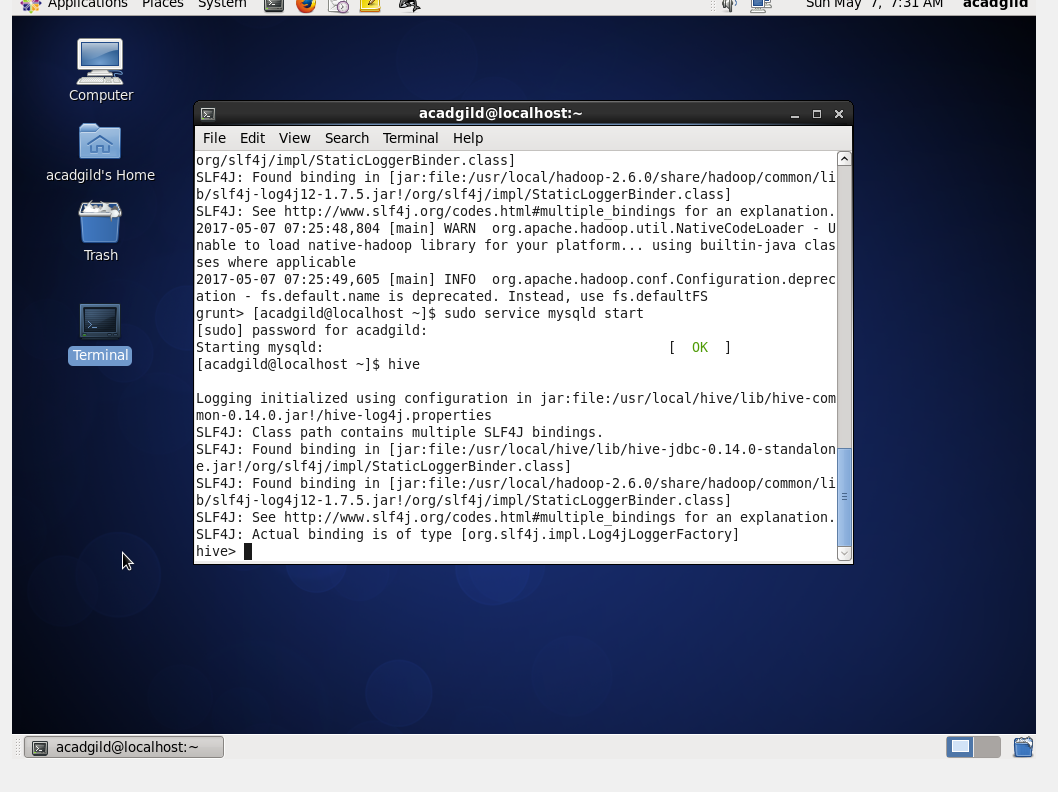 Applications Places System Sun May 7, 7:31 AM acadgild
Computer
acadgild's Home
Trash
Terminal
acadgild@localhost:~
File Edit View Search Terminal Help
org/slf4j/impl/StaticLoggerBinder.class]
SLF4J: Found binding in [jar:file:/usr/local/hadoop-2.6.0/share/hadoop/common/li
b/slf4j-log4j12-1.7.5.jar!/org/slf4j/impl/StaticLoggerBinder.class]
SLF4J: See http://www.slf4j.org/codes.html#multiple_bindings for an explanation.
2017-05-07 07:25:48,804 [main] WARN  org.apache.hadoop.util.NativeCodeLoader - U
nable to load native-hadoop library for your platform... using builtin-java clas
ses where applicable
2017-05-07 07:25:49,605 [main] INFO  org.apache.hadoop.conf.Configuration.deprec
ation - fs.default.name is deprecated. Instead, use fs.defaultFS
grunt> [acadgild@localhost ~]$ sudo service mysqld start
[sudo] password for acadgild:
Starting mysqld: [  OK  ]
[acadgild@localhost ~]$ hive
Logging initialized using configuration in jar:file:/usr/local/hive/lib/hive-com
mon-0.14.0.jar!/hive-log4j.properties
SLF4J: Class path contains multiple SLF4J bindings.
SLF4J: Found binding in [jar:file:/usr/local/hive/lib/hive-jdbc-0.14.0-standalon
e.jar!/org/slf4j/impl/StaticLoggerBinder.class]
SLF4J: Found binding in [jar:file:/usr/local/hadoop-2.6.0/share/hadoop/common/li
b/slf4j-log4j12-1.7.5.jar!/org/slf4j/impl/StaticLoggerBinder.class]
SLF4J: See http://www.slf4j.org/codes.html#multiple_bindings for an explanation.
SLF4J: Actual binding is of type [org.slf4j.impl.Log4jLoggerFactory]
hive>
acadgild@localhost:~